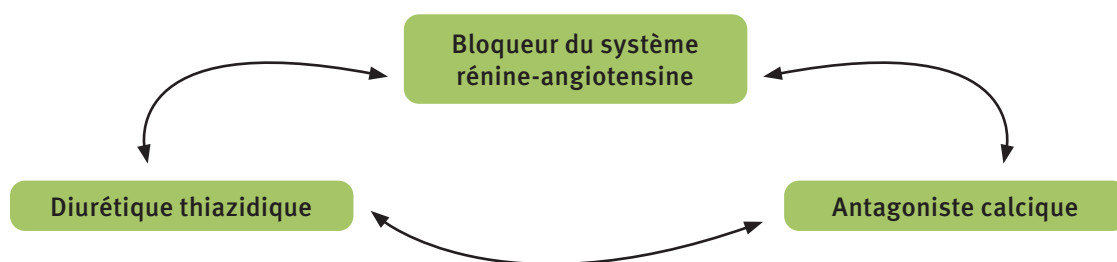 Bloqueur du système
rénine-angiotensine
Diurétique thiazidique
Antagoniste calcique